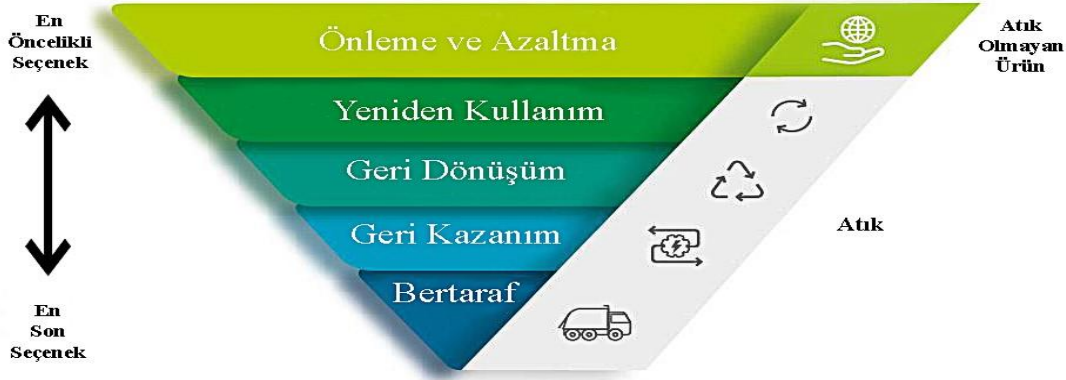 En
Öncelikli
Seçenek
Önleme ve Azaltma
Atık
Olmayan
Ürün
Yeniden Kullanım
Geri Dönüşüm
Geri Kazanım
Atık
Bertaraf
En
Son
Seçenek